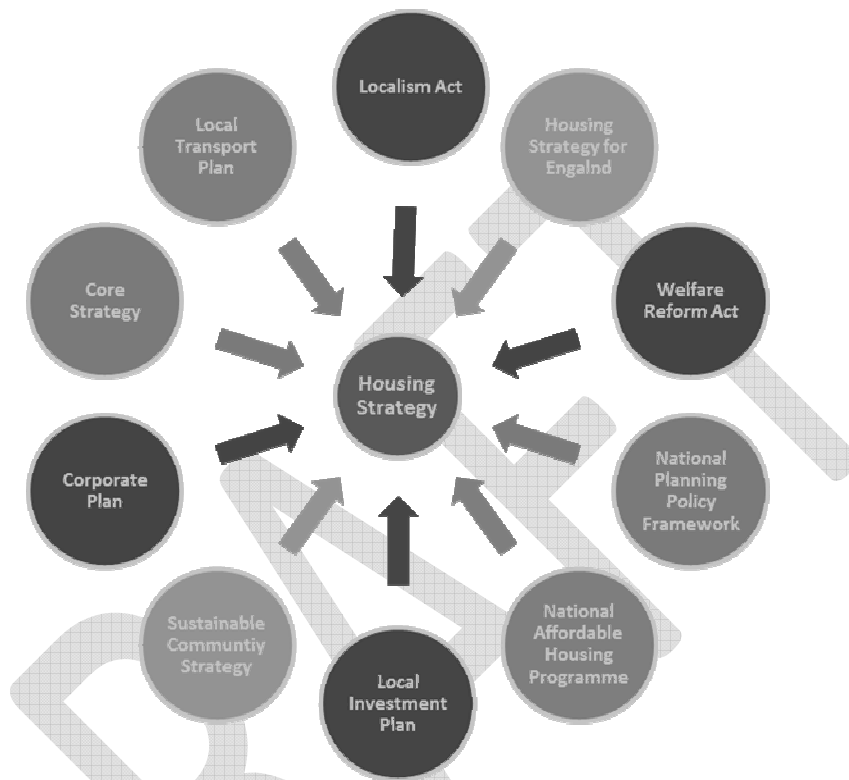 Localism Act
Housing
Strategy for
Engalnd
Welfare
Reform Act
National
Planning
Policy
Framework
National
Affordable
Housing
Programme
Local
Investment
Plan
Sustainable
Communtiy
Strategy
Corporate
Plan
Core
Strategy
Local
Transport
Plan
Housing
Strategy